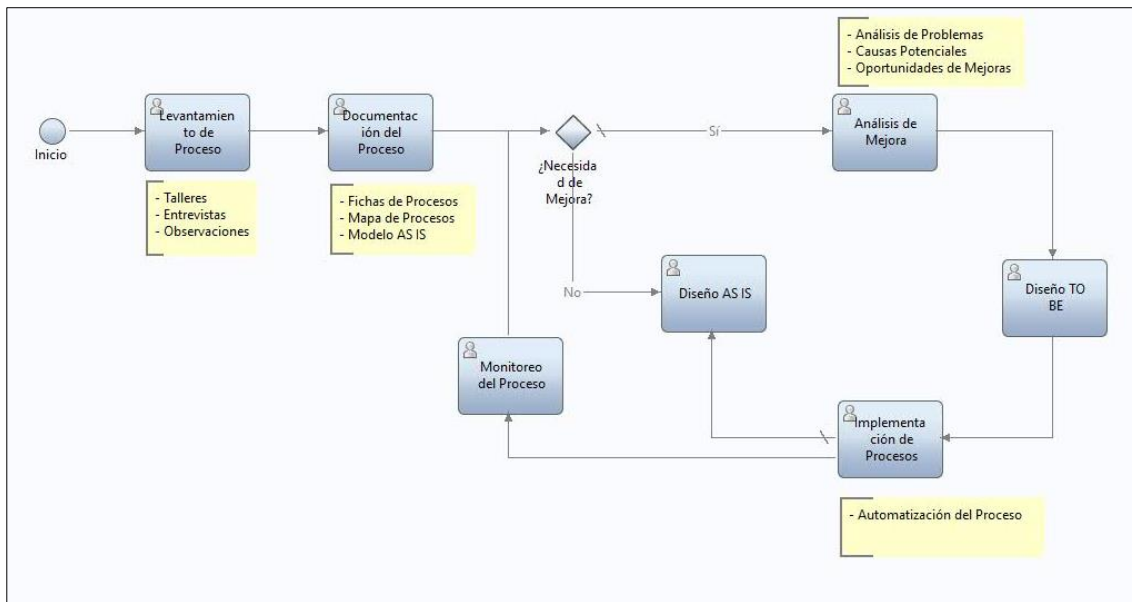 Inicio
Levantamien
to de
Proceso
- Talleres
- Entrevistas
- Observaciones
Documentac
ión del
Proceso
- Fichas de Procesos
- Mapa de Procesos
- Modelo AS IS
¿Necesida
d de
Mejora?
Sí
No
- Análisis de Problemas
- Causas Potenciales
- Oportunidades de Mejoras
Análisis de
Mejora
Diseño AS IS
Diseño TO
BE
Monitoreo
del Proceso
Implementa
ción de
Procesos
- Automatización del Proceso